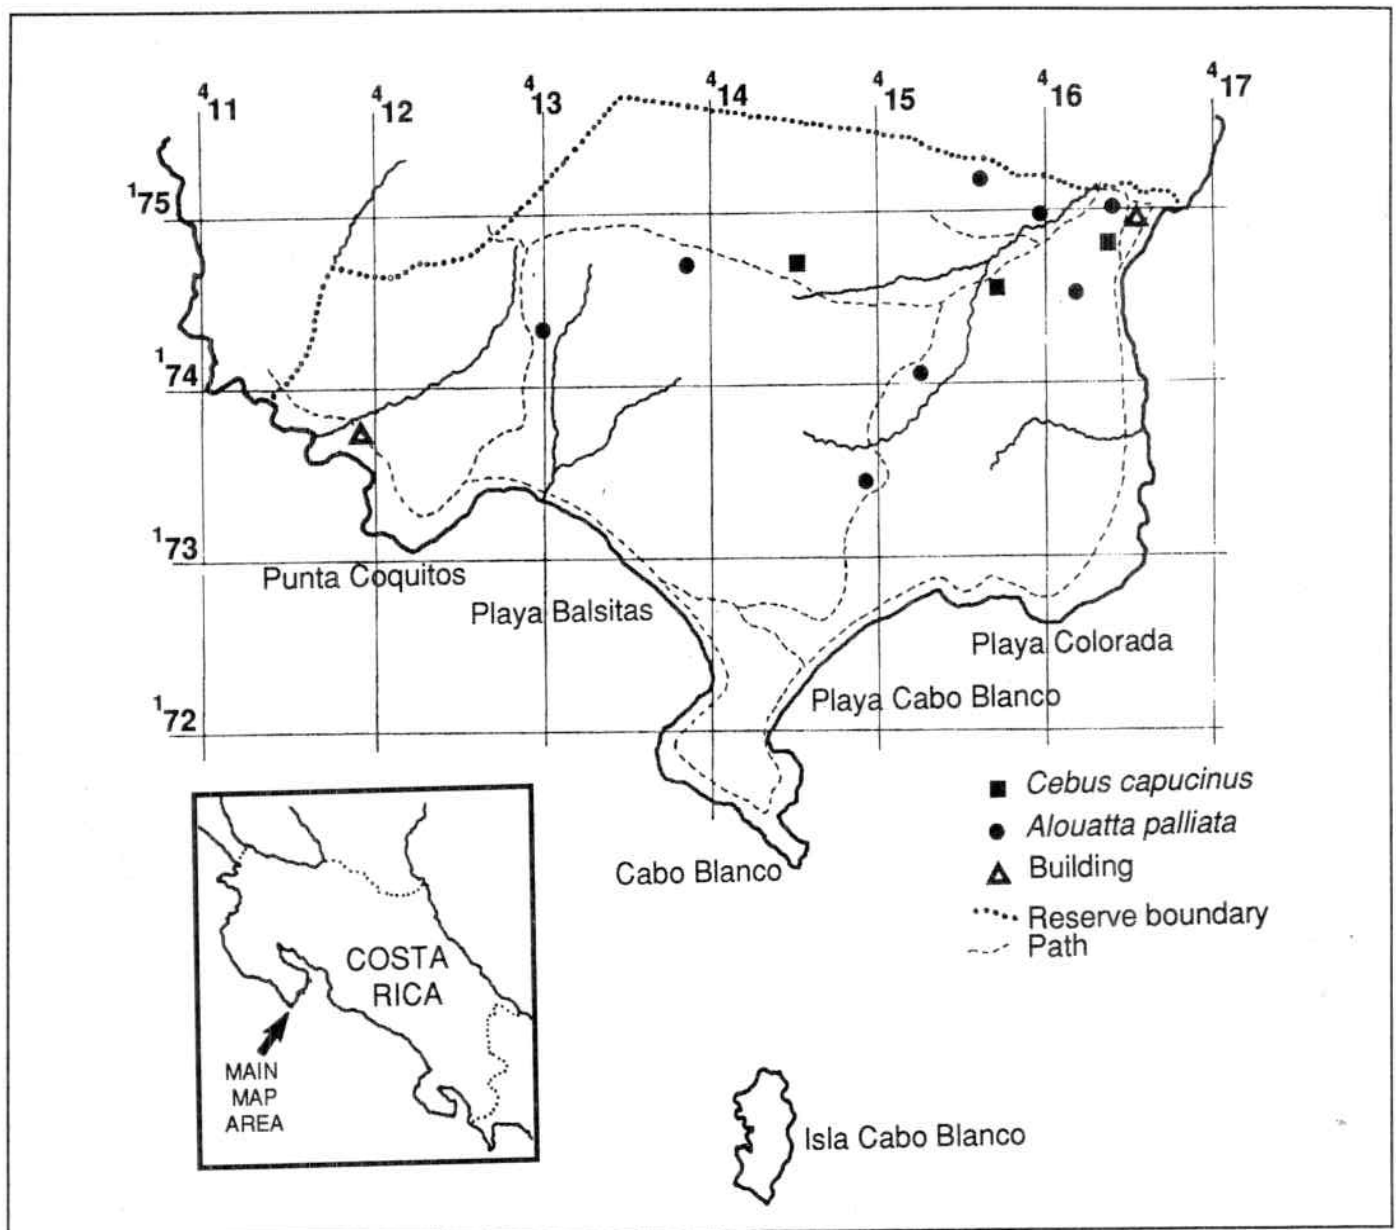 ⁴11 ⁴12 ⁴13 ⁴14 ⁴15 ⁴16 ⁴17
¹75
¹74
¹73
Punta Coquitos
Playa Balsitas
Playa Colorada
Playa Cabo Blanco
¹72
Cebus capucinus
Alouatta palliata
Cabo Blanco
Building
Reserve boundary
Path
COSTA
RICA
MAIN
MAP
AREA
Isla Cabo Blanco